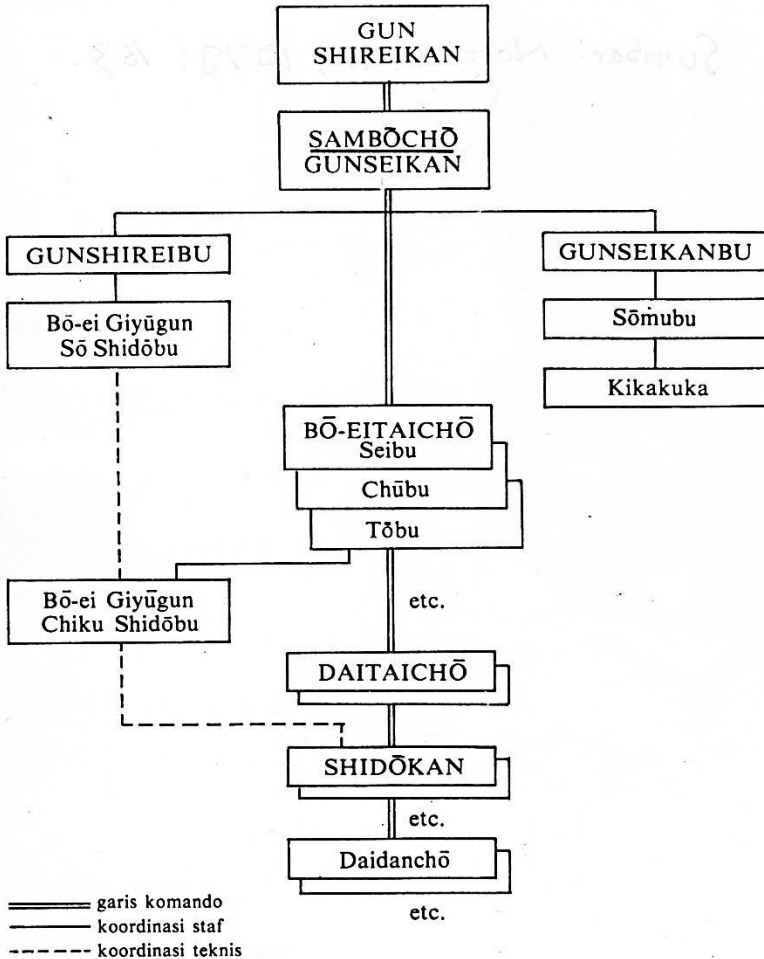 GUN
SHIREIKAN
SAMBŌCHŌ
GUNSEIKAN
GUNSHIREIBU
GUNSEIKANBU
Bō-ei Giyūgun
Sō Shidōbu
Sōmubu
Kikakuka
BŌ-EITAICHŌ
Seibu
Chūbu
Tōbu
Bō-ei Giyūgun
Chiku Shidōbu
etc.
DAITAICHŌ
SHIDŌKAN
etc.
Daidanchō
etc.
garis komando
koordinasi staf
koordinasi teknis